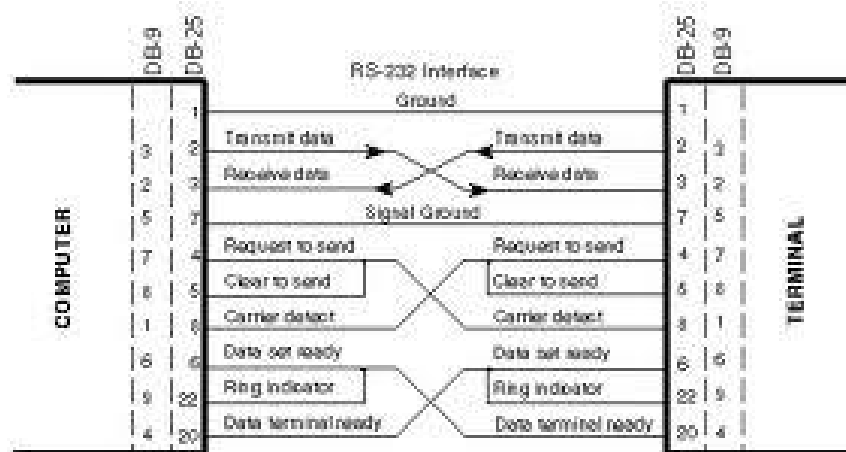 DB-9 DB-25 DB-25 DB-9
RS-232 Interface
Ground
1 1
Transmit data Transmit data
3 2 2 3
Receive data Receive data
2 3 3 2
Signal Ground
5 7 7 5
Request to send Request to send
7 4 4 7
Clear to send Clear to send
8 5 5 8
Carrier detect Carrier detect
1 8 8 1
Data set ready Data set ready
6 6 6 6
Ring indicator Ring indicator
9 22 22 9
Data terminal ready Data terminal ready
4 20 20 4
COMPUTER
TERMINAL